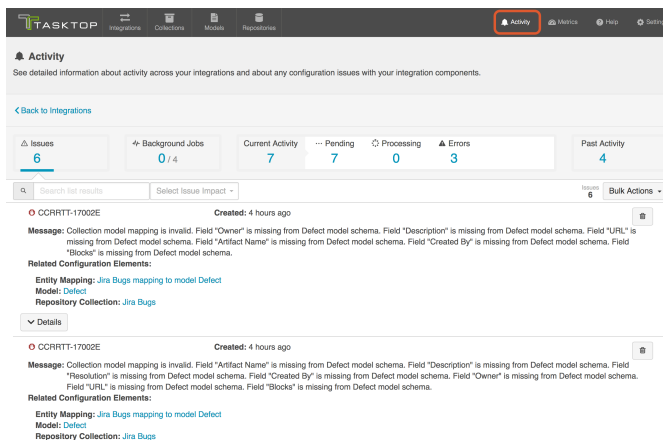 TASKTOP
Integrations Collections Models Repositories Activity Metrics Help Setting
Activity
See detailed information about activity across your integrations and about any configuration issues with your integration components.
Back to Integrations
Issues Background Jobs Current Activity Pending Processing Errors Past Activity
6 0 / 4 7 7 0 3 4
Search list results Select Issue Impact Issues 6 Bulk Actions
CCRRTT-17002E Created: 4 hours ago
Message: Collection model mapping is invalid. Field "Owner" is missing from Defect model schema. Field "Description" is missing from Defect model schema. Field "URL" is
missing from Defect model schema. Field "Artifact Name" is missing from Defect model schema. Field "Created By" is missing from Defect model schema. Field
"Blocks" is missing from Defect model schema.
Related Configuration Elements:
Entity Mapping: Jira Bugs mapping to model Defect
Model: Defect
Repository Collection: Jira Bugs
Details
CCRRTT-17002E Created: 4 hours ago
Message: Collection model mapping is invalid. Field "Artifact Name" is missing from Defect model schema. Field "Description" is missing from Defect model schema. Field
"Resolution" is missing from Defect model schema. Field "Created By" is missing from Defect model schema. Field "Owner" is missing from Defect model schema.
Field "URL" is missing from Defect model schema. Field "Blocks" is missing from Defect model schema.
Related Configuration Elements:
Entity Mapping: Jira Bugs mapping to model Defect
Model: Defect
Repository Collection: Jira Bugs